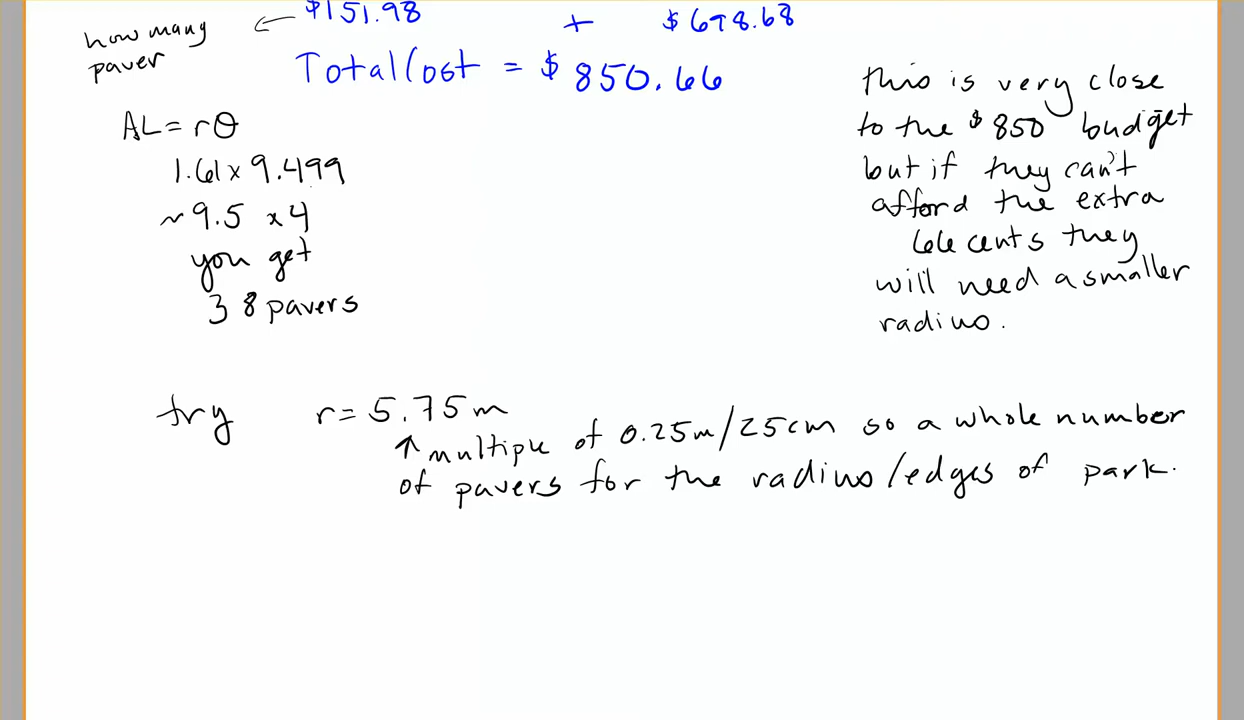 $151.98 + $698.68
how many ←
paver
Total Cost = $ 850.66
AL = rθ
1.61 x 9.499
~ 9.5 x 4
you get
38 pavers
this is very close
to the $850 budget
but if they can't
afford the extra
66 cents they
will need a smaller
radius.
try r = 5.75m
↑ multiple of 0.25m/25cm so a whole number
of pavers for the radius/edges of park.